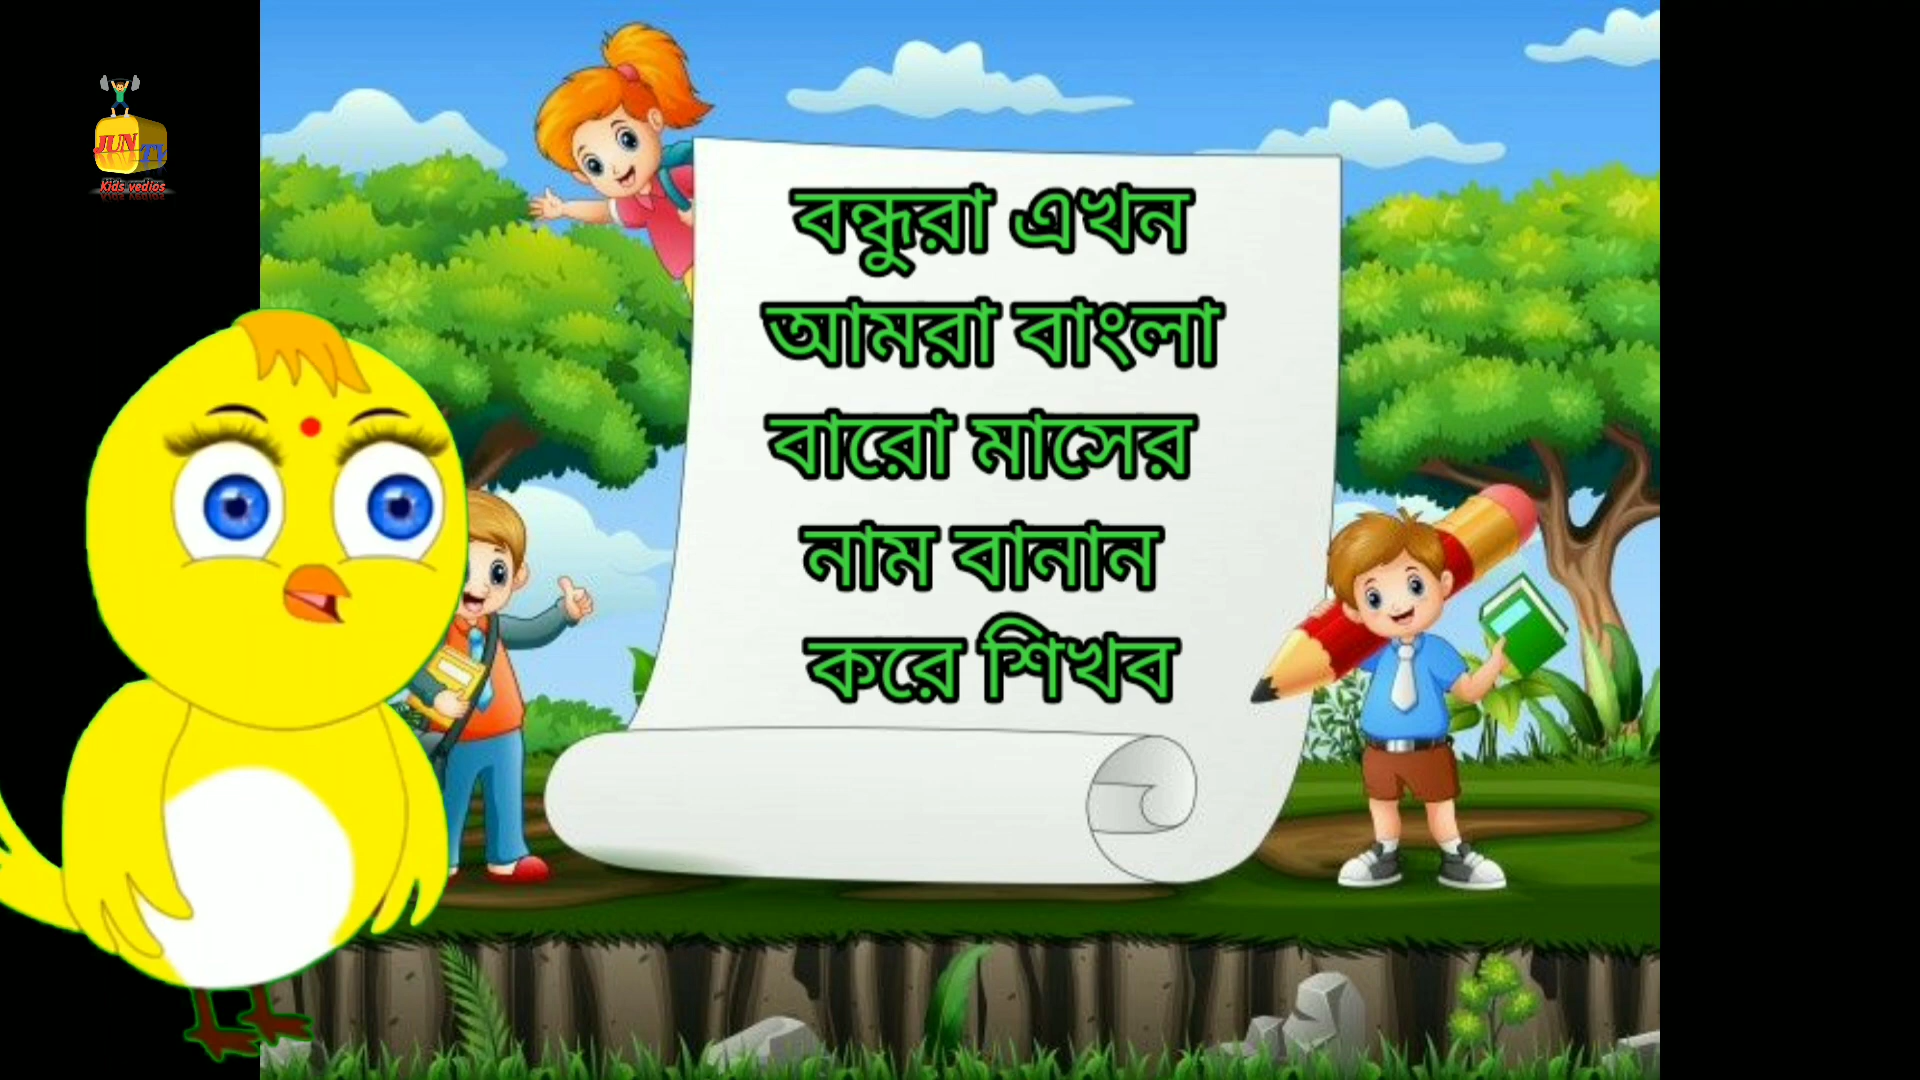 JUN TV
Kids vedios
বন্ধুরা এখন
আমরা বাংলা
বারো মাসের
নাম বানান
করে শিখব